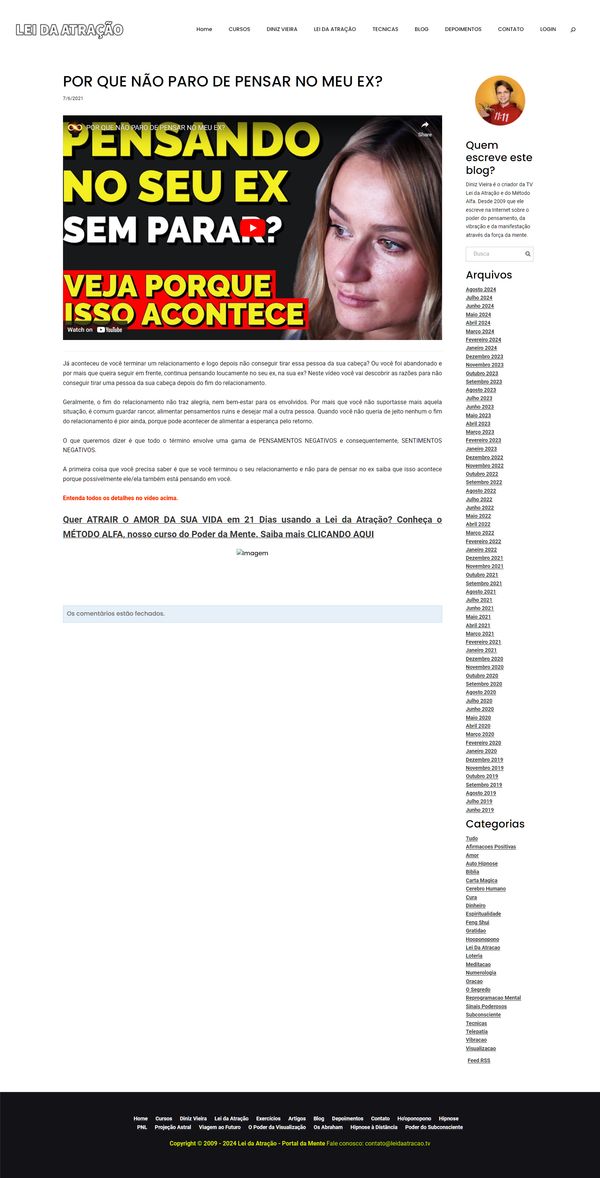 LEI DA ATRAÇÃO
Home CURSOS DINIZ VIEIRA LEI DA ATRAÇÃO TECNICAS BLOG DEPOIMENTOS CONTATO LOGIN
POR QUE NÃO PARO DE PENSAR NO MEU EX?
7/6/2021
POR QUE NÃO PARO DE PENSAR NO MEU EX?
Share
PENSANDO
NO SEU EX
SEM PARAR?
VEJA PORQUE
ISSO ACONTECE
Watch on YouTube
Já aconteceu de você terminar um relacionamento e logo depois não conseguir tirar essa pessoa da sua cabeça? Ou você foi abandonado e
por mais que queira seguir em frente, continua pensando loucamente no seu ex, na sua ex? Neste vídeo você vai descobrir as razões para não
conseguir tirar uma pessoa da sua cabeça depois do fim do relacionamento.
Geralmente, o fim do relacionamento não traz alegria, nem bem-estar para os envolvidos. Por mais que você não suportasse mais aquela
situação, é comum guardar rancor, alimentar pensamentos ruins e desejar mal a outra pessoa. Quando você não queria de jeito nenhum o fim
do relacionamento é pior ainda, porque pode acontecer de alimentar a esperança pelo retorno.
O que queremos dizer é que todo o término envolve uma gama de PENSAMENTOS NEGATIVOS e consequentemente, SENTIMENTOS
NEGATIVOS.
A primeira coisa que você precisa saber é que se você terminou o seu relacionamento e não para de pensar no ex saiba que isso acontece
porque possivelmente ele/ela também está pensando em você.
Entenda todos os detalhes no vídeo acima.
Quer ATRAIR O AMOR DA SUA VIDA em 21 Dias usando a Lei da Atração? Conheça o
MÉTODO ALFA, nosso curso do Poder da Mente. Saiba mais CLICANDO AQUI
Imagem
Os comentários estão fechados.
11:11
Quem
escreve este
blog?
Diniz Vieira é o criador da TV
Lei da Atração e do Método
Alfa. Desde 2009 que ele
escreve na Internet sobre o
poder do pensamento, da
vibração e da manifestação
através da força da mente.
Busca
Arquivos
Agosto 2024
Julho 2024
Junho 2024
Maio 2024
Abril 2024
Março 2024
Fevereiro 2024
Janeiro 2024
Dezembro 2023
Novembro 2023
Outubro 2023
Setembro 2023
Agosto 2023
Julho 2023
Junho 2023
Maio 2023
Abril 2023
Março 2023
Fevereiro 2023
Janeiro 2023
Dezembro 2022
Novembro 2022
Outubro 2022
Setembro 2022
Agosto 2022
Julho 2022
Junho 2022
Maio 2022
Abril 2022
Março 2022
Fevereiro 2022
Janeiro 2022
Dezembro 2021
Novembro 2021
Outubro 2021
Setembro 2021
Agosto 2021
Julho 2021
Junho 2021
Maio 2021
Abril 2021
Março 2021
Fevereiro 2021
Janeiro 2021
Dezembro 2020
Novembro 2020
Outubro 2020
Setembro 2020
Agosto 2020
Julho 2020
Junho 2020
Maio 2020
Abril 2020
Março 2020
Fevereiro 2020
Janeiro 2020
Dezembro 2019
Novembro 2019
Outubro 2019
Setembro 2019
Agosto 2019
Julho 2019
Junho 2019
Categorias
Tudo
Afirmacoes Positivas
Amor
Auto Hipnose
Biblia
Carta Magica
Cerebro Humano
Cura
Dinheiro
Espiritualidade
Feng Shui
Gratidao
Hooponopono
Lei Da Atracao
Loteria
Meditacao
Numerologia
Oracao
O Segredo
Reprogramacao Mental
Sinais Poderosos
Subconsciente
Tecnicas
Telepatia
Vibracao
Visualizacao
Feed RSS
Home Cursos Diniz Vieira Lei da Atração Exercícios Artigos Blog Depoimentos Contato Ho'oponopono Hipnose
PNL Projeção Astral Viagem ao Futuro O Poder da Visualização Os Abraham Hipnose à Distância Poder do Subconsciente
Copyright © 2009 - 2024 Lei da Atração - Portal da Mente Fale conosco: contato@leidaatracao.tv